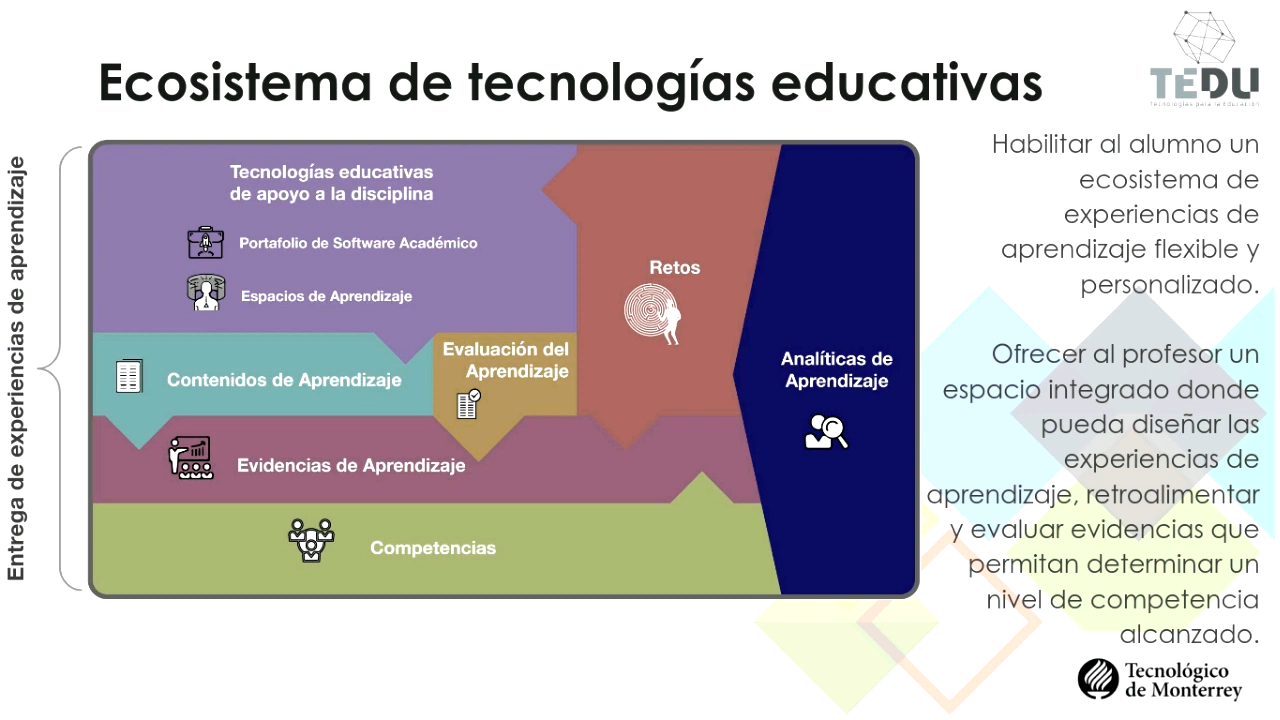 Ecosistema de tecnologías educativas
TEDU
Tecnologías para la Educación
Entrega de experiencias de aprendizaje
Tecnologías educativas
de apoyo a la disciplina
Portafolio de Software Académico
Espacios de Aprendizaje
Retos
Contenidos de Aprendizaje
Evaluación del
Aprendizaje
Analíticas de
Aprendizaje
Evidencias de Aprendizaje
Competencias
Habilitar al alumno un
ecosistema de
experiencias de
aprendizaje flexible y
personalizado.
Ofrecer al profesor un
espacio integrado donde
pueda diseñar las
experiencias de
aprendizaje, retroalimentar
y evaluar evidencias que
permitan determinar un
nivel de competencia
alcanzado.
Tecnológico
de Monterrey